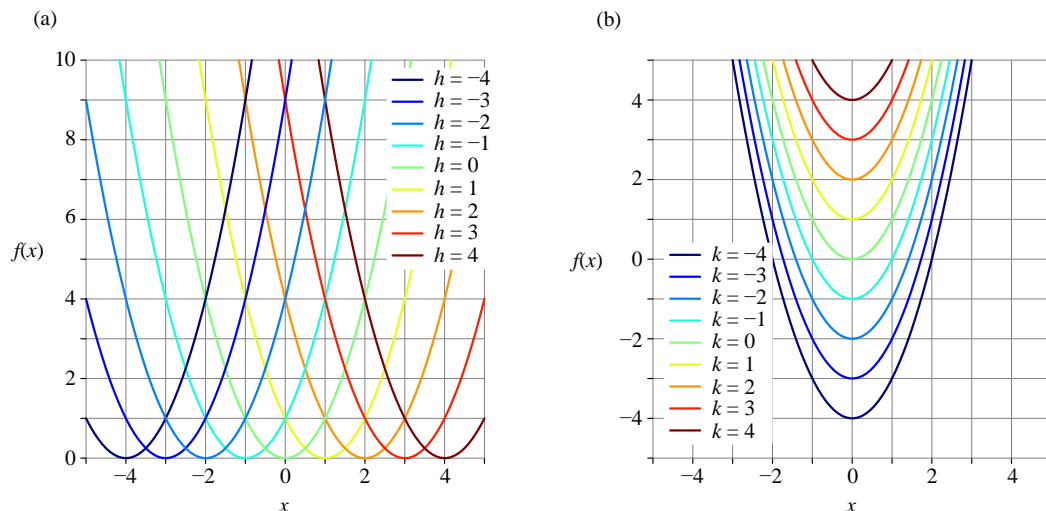 (a)
10
8
6
4
2
0
f(x)
−4
−2
0
2
4
x
h = −4
h = −3
h = −2
h = −1
h = 0
h = 1
h = 2
h = 3
h = 4
(b)
4
2
0
−2
−4
f(x)
−4
−2
0
2
4
x
k = −4
k = −3
k = −2
k = −1
k = 0
k = 1
k = 2
k = 3
k = 4